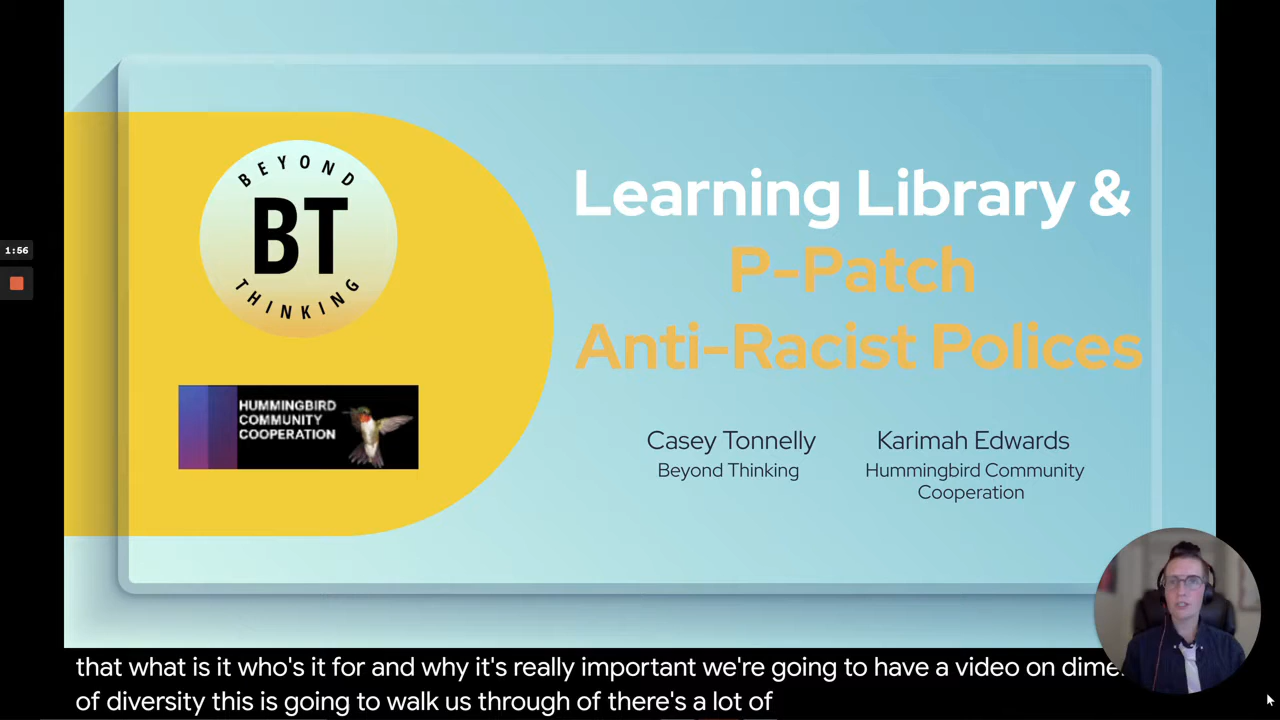 BEYOND
BT
THINKING
HUMMINGBIRD
COMMUNITY
COOPERATION
Learning Library &
P-Patch
Anti-Racist Polices
Casey Tonnelly
Beyond Thinking
Karimah Edwards
Hummingbird Community
Cooperation
1:56
that what is it who's it for and why it's really important we're going to have a video on
of diversity this is going to walk us through of there's a lot of